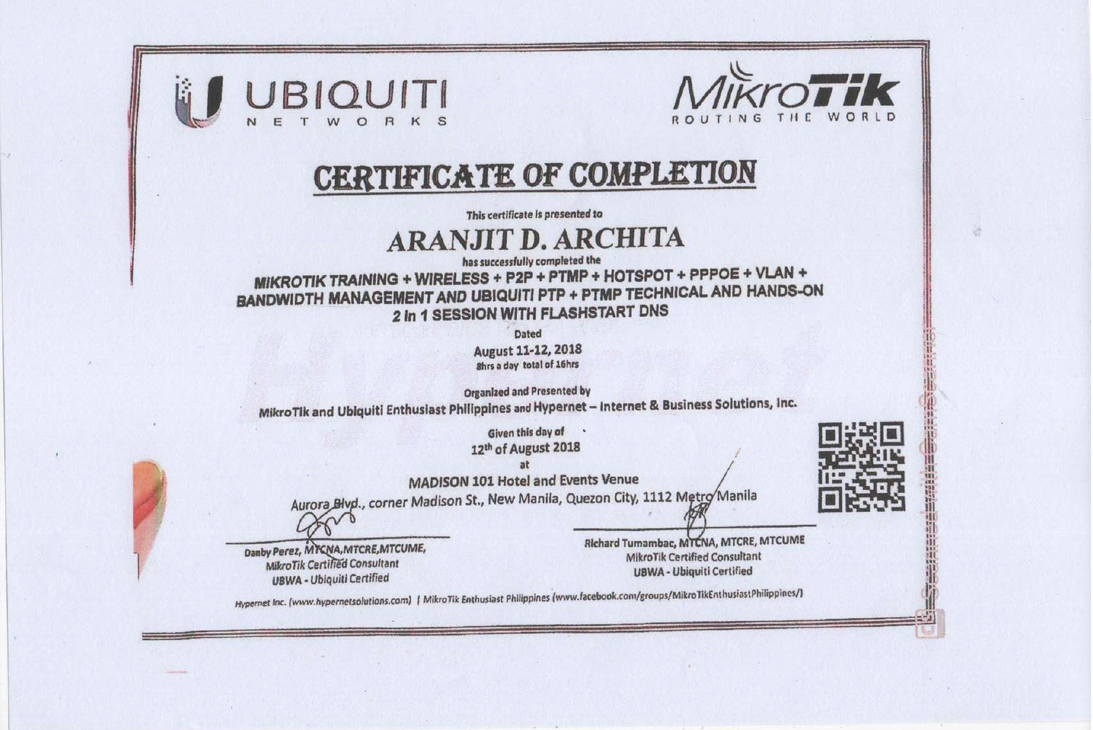 UBIQUITI
NETWORKS
MikroTik
ROUTING THE WORLD
CERTIFICATE OF COMPLETION
This certificate is presented to
ARANJIT D. ARCHITA
has successfully completed the
MIKROTIK TRAINING + WIRELESS + P2P + PTMP + HOTSPOT + PPPOE + VLAN +
BANDWIDTH MANAGEMENT AND UBIQUITI PTP + PTMP TECHNICAL AND HANDS-ON
2 in 1 SESSION WITH FLASHSTART DNS
Dated
August 11-12, 2018
8hrs a day total of 16hrs
Organized and Presented by
MikroTik and Ubiquiti Enthusiast Philippines and Hypernet – Internet & Business Solutions, Inc.
Given this day of
12th of August 2018
at
MADISON 101 Hotel and Events Venue
Aurora Blvd., corner Madison St., New Manila, Quezon City, 1112 Metro Manila
Danby Perez, MTCNA,MTCRE,MTCUME,
MikroTik Certified Consultant
UBWA - Ubiquiti Certified
Richard Tumambac, MTCNA, MTCRE, MTCUME
MikroTik Certified Consultant
UBWA - Ubiquiti Certified
Hypernet Inc. (www.hypernetsolutions.com) | MikroTik Enthusiast Philippines (www.facebook.com/groups/MikroTikEnthusiastPhilippines/)
Hypernet
Scanned with CamScanner